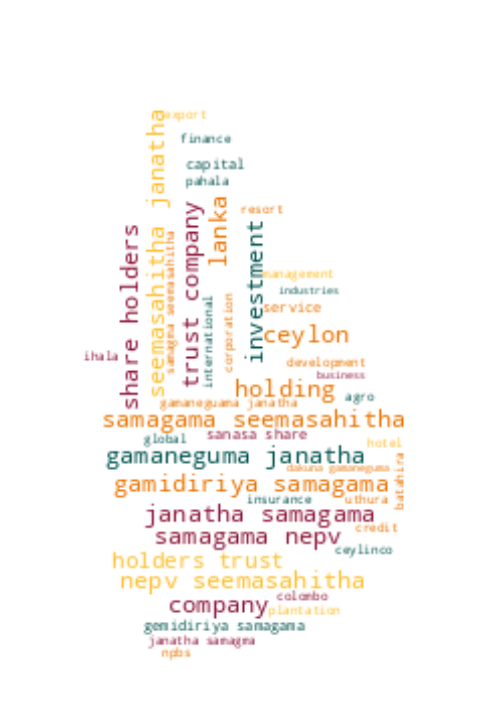 export
janatha
finance
capital
pahala
lanka
resort
trust company
share holders
seemasahitha
samagma seemasahitha
investment
management
industries
international
corporation
service
ceylon
ihala
development
business
holding
agro
gamaneguama janatha
samagama seemasahitha
sanasa share
global
hotel
gamaneguma janatha
dakuna gamaneguma
batahira
gamidiriya samagama
insurance
uthura
janatha samagama
credit
samagama nepv
ceylinco
holders trust
nepv seemasahitha
colombo
company
plantation
gemidiriya samagama
janatha samagma
npbs